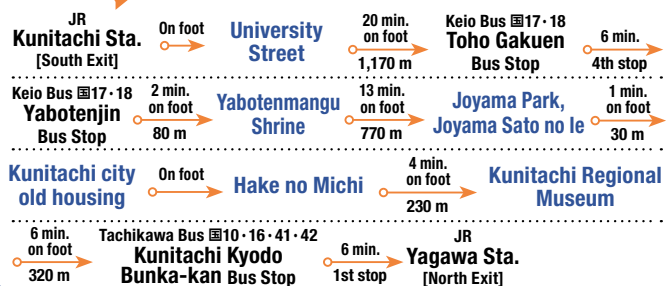 JR
Kunitachi Sta.
[South Exit]
On foot
University
Street
20 min.
on foot
1,170 m
Keio Bus 国17・18
Toho Gakuen
Bus Stop
6 min.
4th stop
Keio Bus 国17・18
Yabotenjin
Bus Stop
2 min.
on foot
80 m
Yabotenmangu
Shrine
13 min.
on foot
770 m
Joyama Park,
Joyama Sato no Ie
1 min.
on foot
30 m
Kunitachi city
old housing
On foot
Hake no Michi
4 min.
on foot
230 m
Kunitachi Regional
Museum
6 min.
on foot
320 m
Tachikawa Bus 国10・16・41・42
Kunitachi Kyodo
Bunka-kan Bus Stop
6 min.
1st stop
JR
Yagawa Sta.
[North Exit]